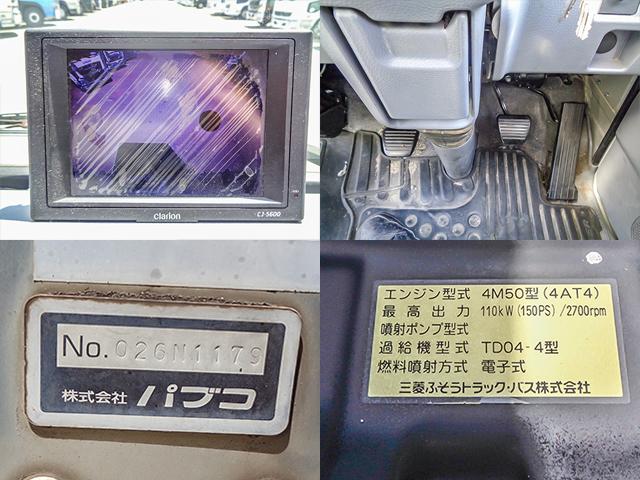 clarion
CJ-5600
No. 026N1179
株式会社 パブコ
エンジン型式 4M50型(4AT4)
最高出力 110kW(150PS)/2700rpm
噴射ポンプ型式
過給機型式 TD04-4型
燃料噴射方式 電子式
三菱ふそうトラック・バス株式会社